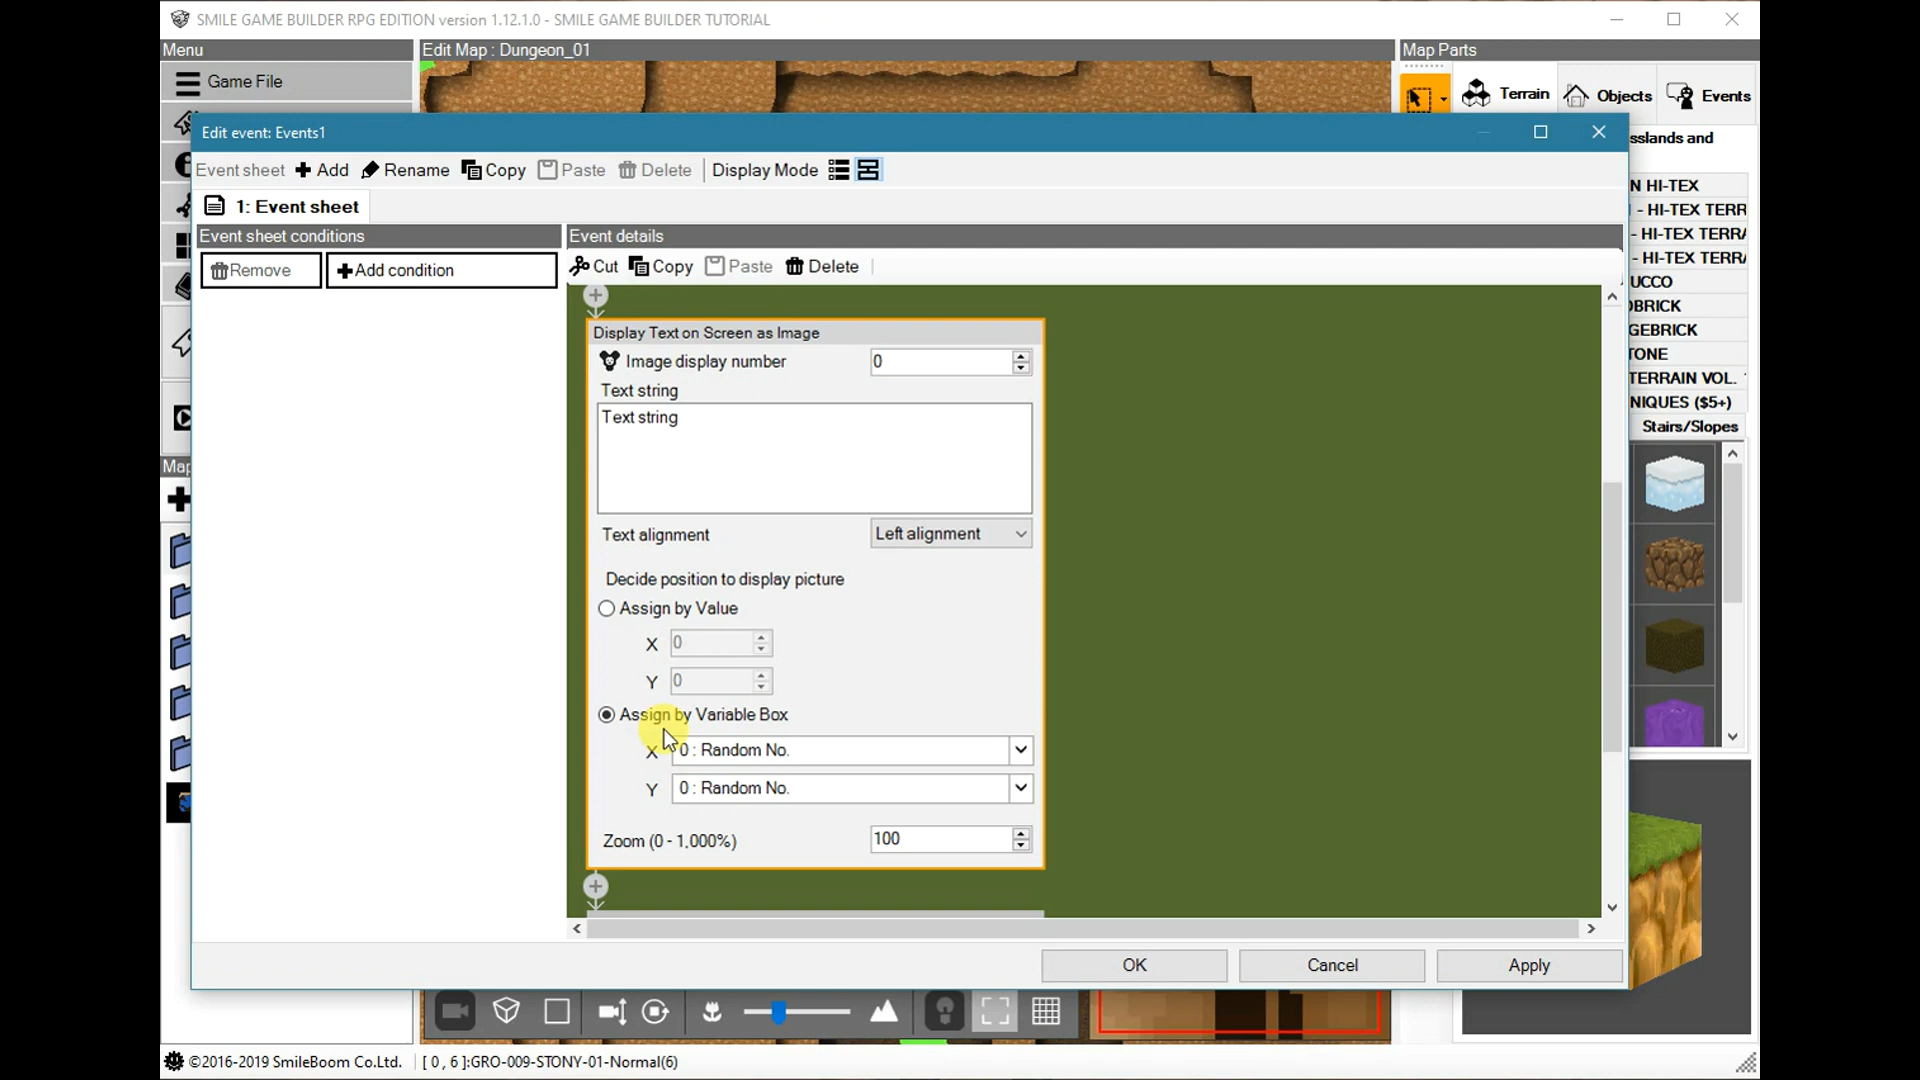 SMILE GAME BUILDER RPG EDITION version 1.12.1.0 - SMILE GAME BUILDER TUTORIAL
Menu
Edit Map : Dungeon_01
Map Parts
Game File
Terrain
Objects
Events
Edit event: Events1
sslands and
Event sheet
Add
Rename
Copy
Paste
Delete
Display Mode
N HI-TEX
1: Event sheet
- HI-TEX TERR
Event sheet conditions
Event details
- HI-TEX TERRA
Remove
Add condition
Cut
Copy
Paste
Delete
- HI-TEX TERRA
UCCO
Display Text on Screen as Image
OBRICK
GEBRICK
Image display number
0
TONE
Text string
TERRAIN VOL.
Text string
NIQUES ($5+)
Stairs/Slopes
Map
Text alignment
Left alignment
Decide position to display picture
Assign by Value
X
0
Y
0
Assign by Variable Box
X
0 : Random No.
Y
0 : Random No.
Zoom (0 - 1,000%)
100
OK
Cancel
Apply
©2016-2019 SmileBoom Co.Ltd.
[ 0 , 6 ]:GRO-009-STONY-01-Normal(6)